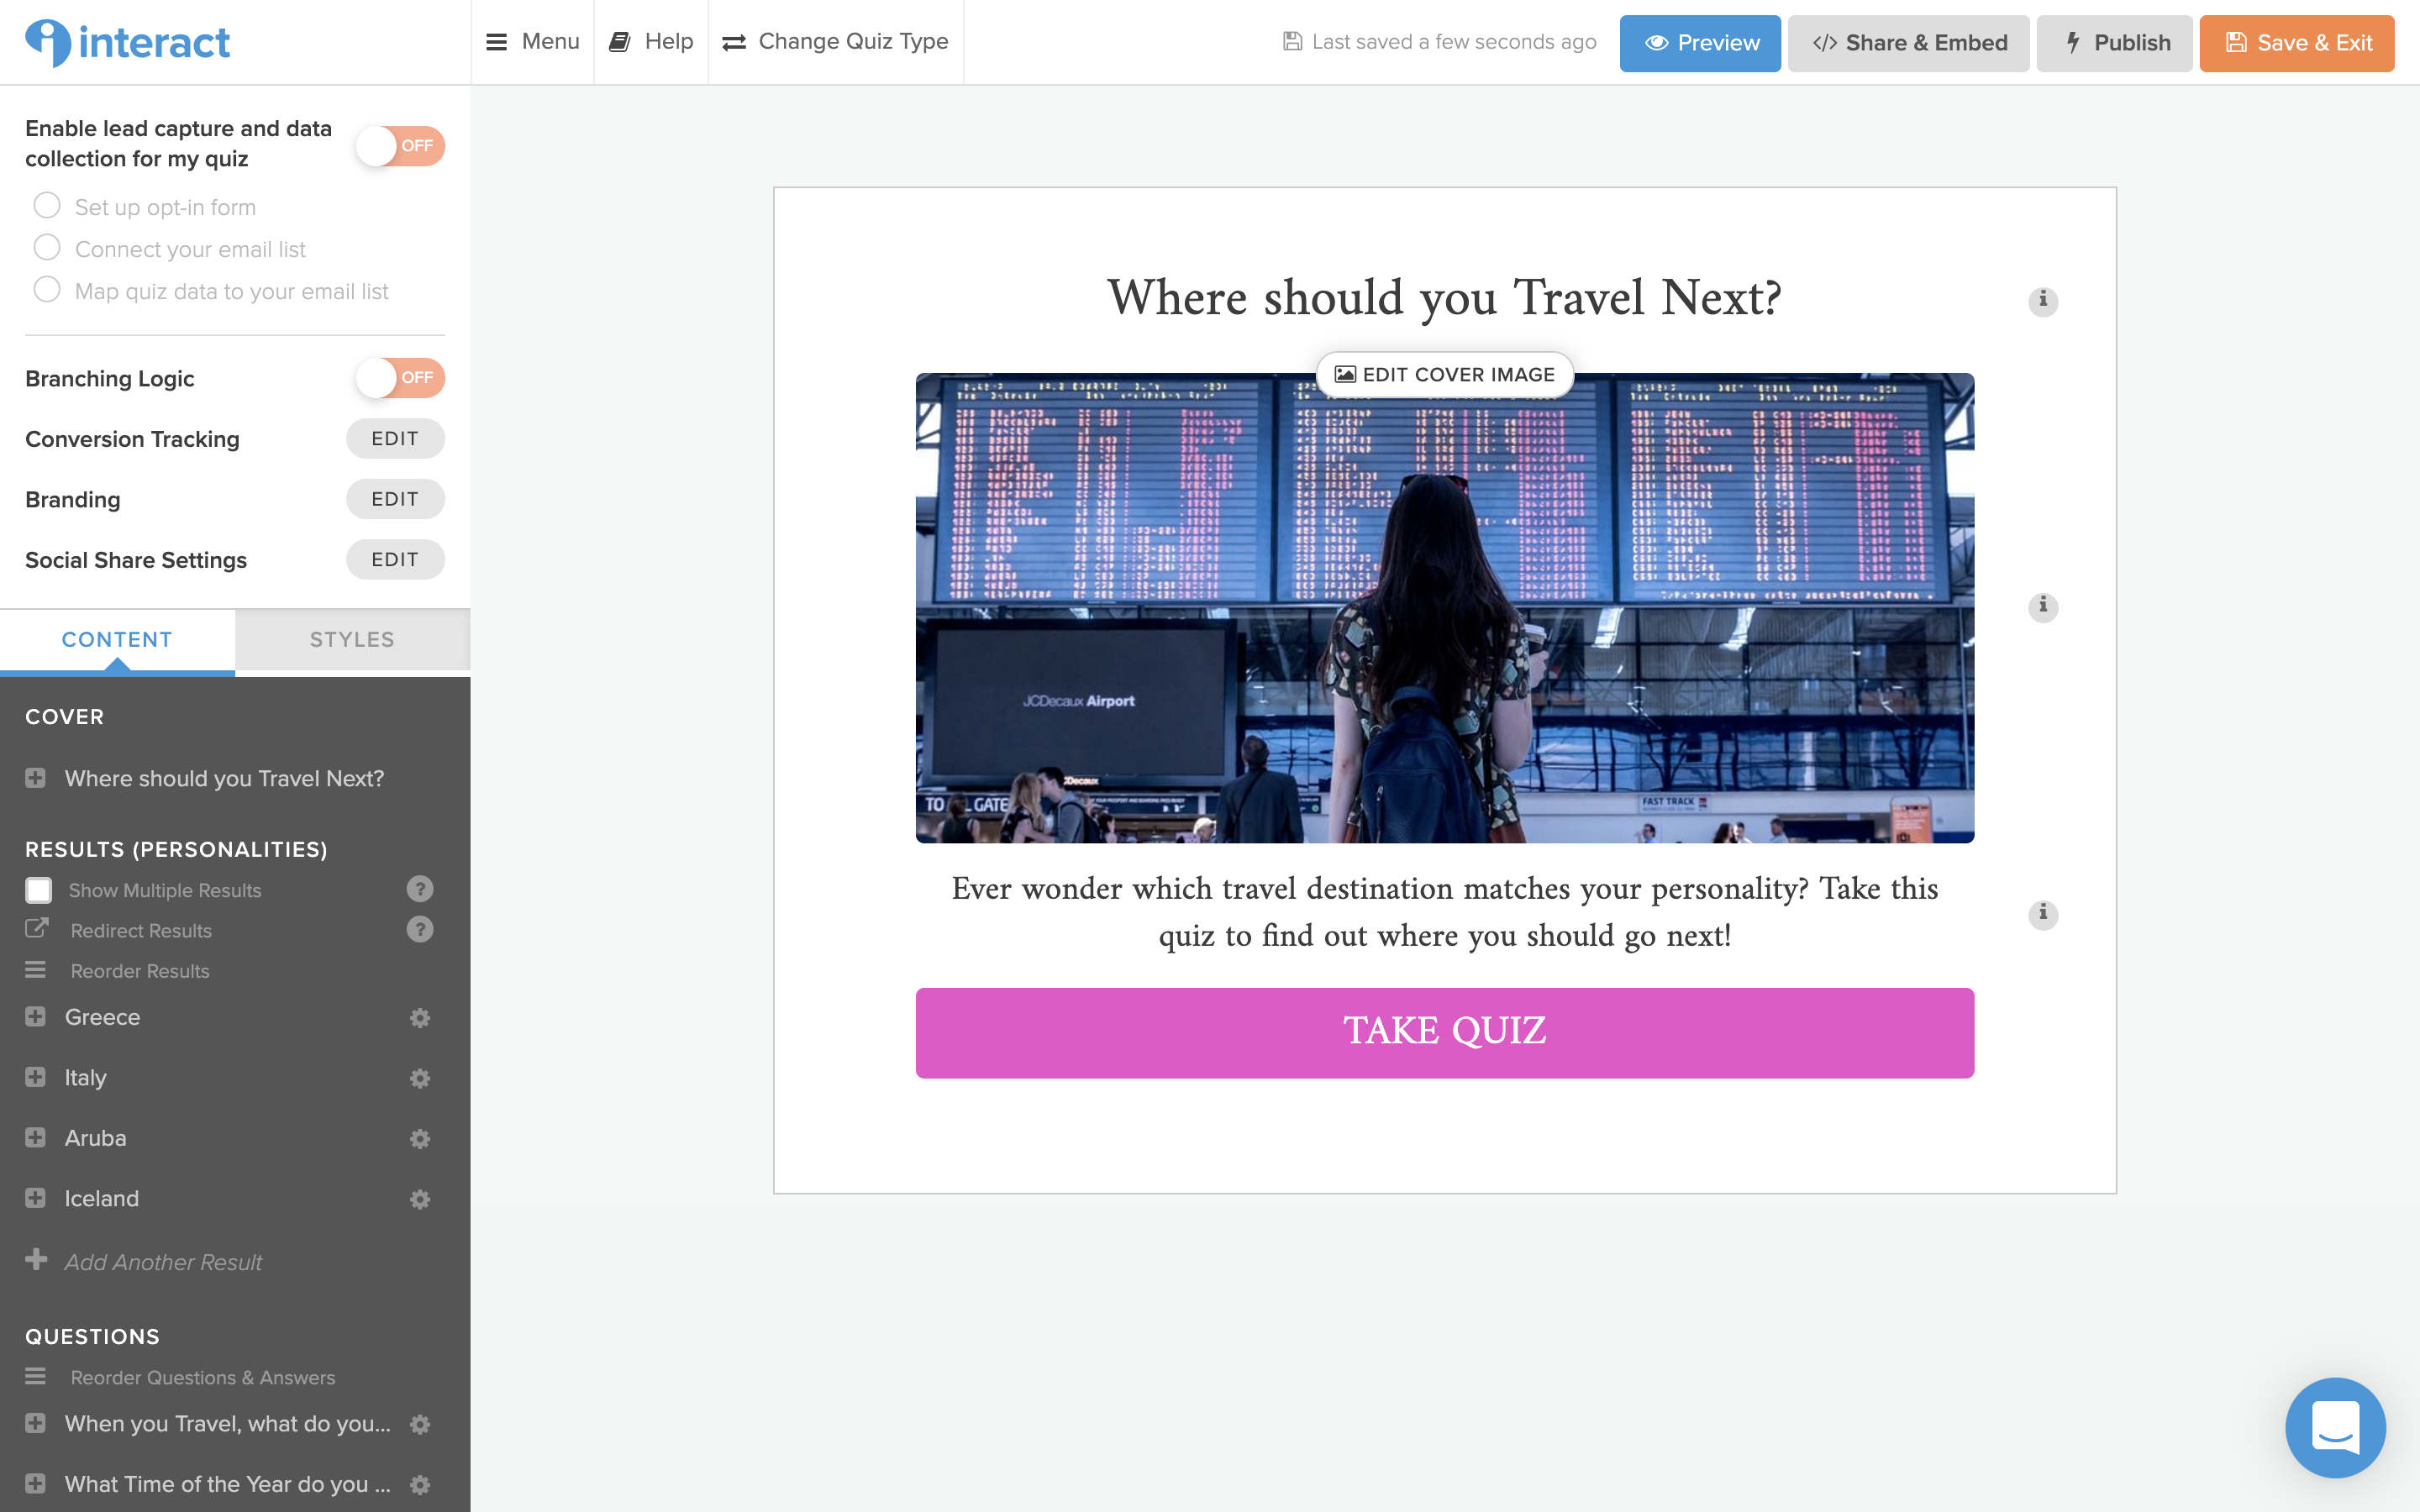 interact
Menu
Help
Change Quiz Type
Last saved a few seconds ago
Preview
</> Share & Embed
Publish
Save & Exit
Enable lead capture and data
collection for my quiz
OFF
Set up opt-in form
Connect your email list
Map quiz data to your email list
Branching Logic
OFF
Conversion Tracking
EDIT
Branding
EDIT
Social Share Settings
EDIT
CONTENT
STYLES
COVER
Where should you Travel Next?
RESULTS (PERSONALITIES)
Show Multiple Results
?
Redirect Results
?
Reorder Results
Greece
Italy
Aruba
Iceland
Add Another Result
QUESTIONS
Reorder Questions & Answers
When you Travel, what do you...
What Time of the Year do you ...
Where should you Travel Next?
EDIT COVER IMAGE
JCDecaux Airport
JCDecaux
GATE
FAST TRACK
Ever wonder which travel destination matches your personality? Take this
quiz to find out where you should go next!
TAKE QUIZ